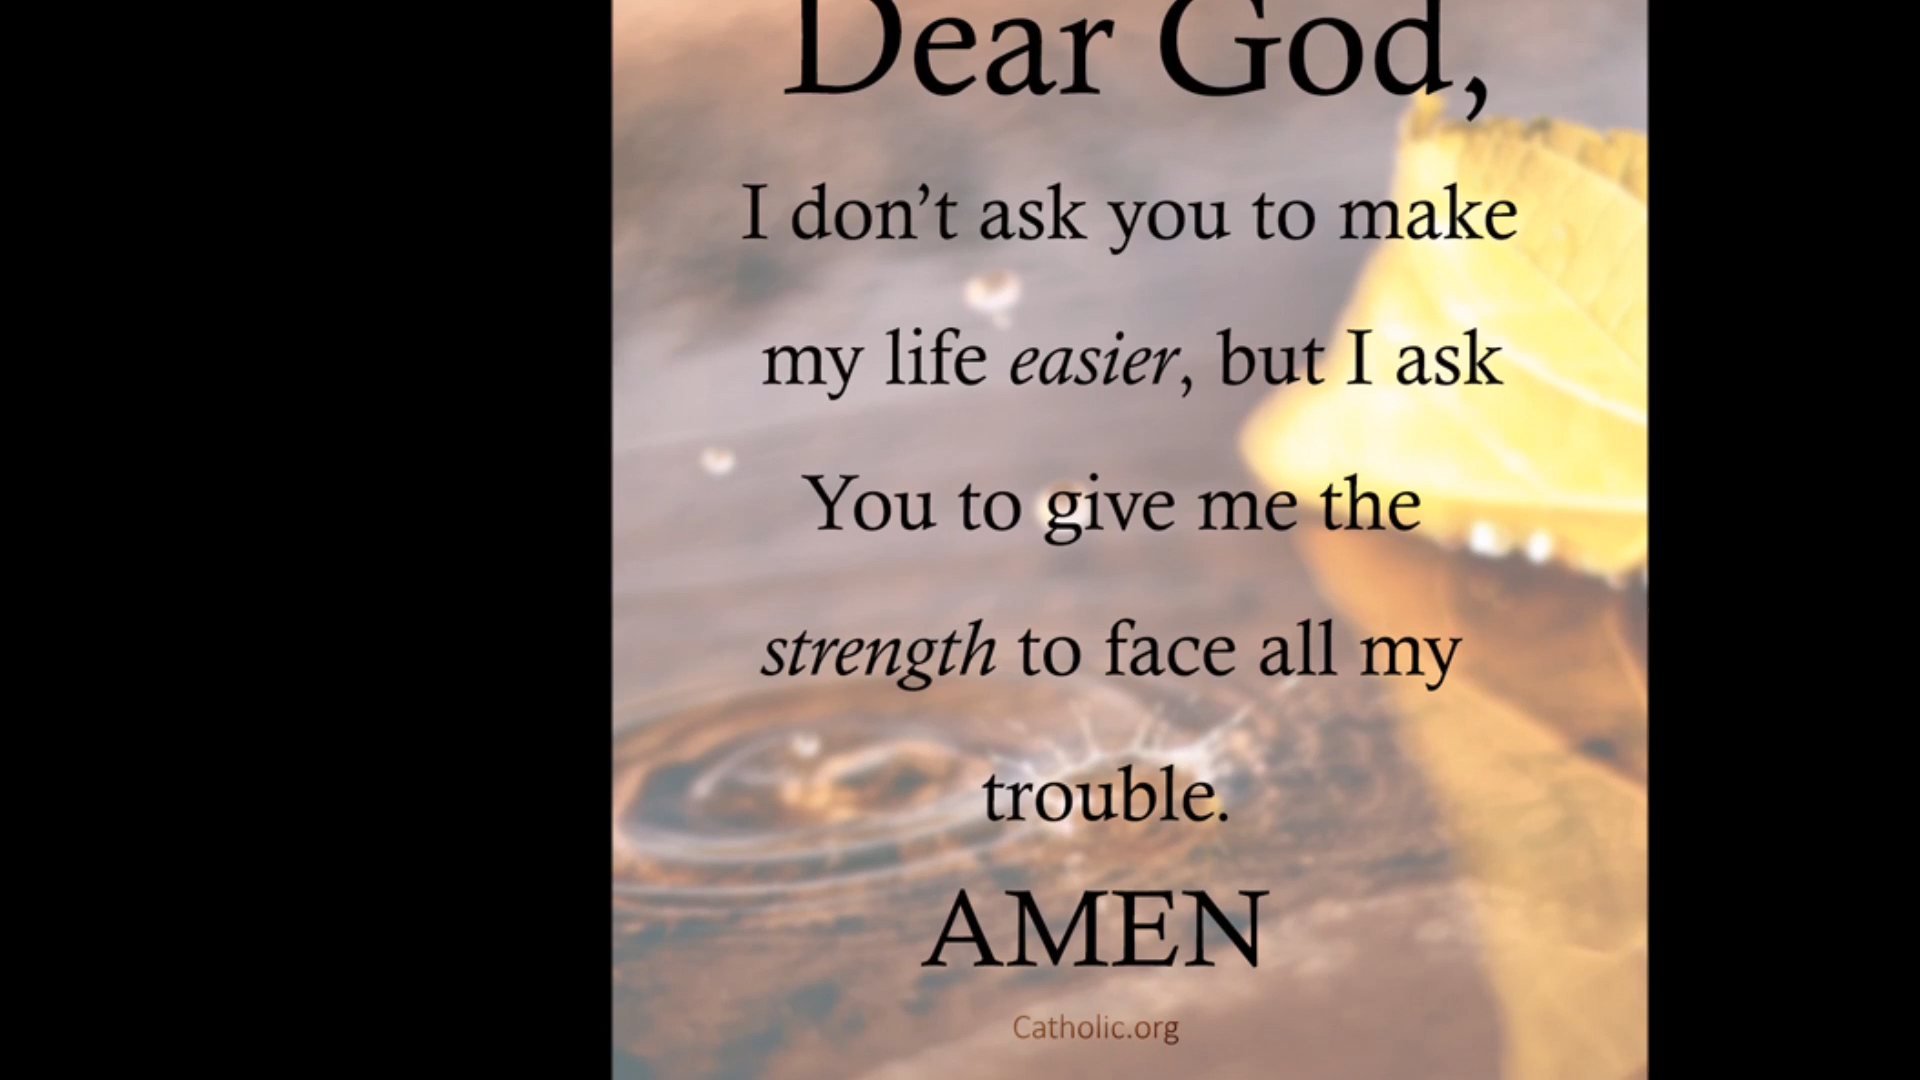 Dear God,
I don’t ask you to make
my life easier, but I ask
You to give me the
strength to face all my
trouble.
AMEN
Catholic.org